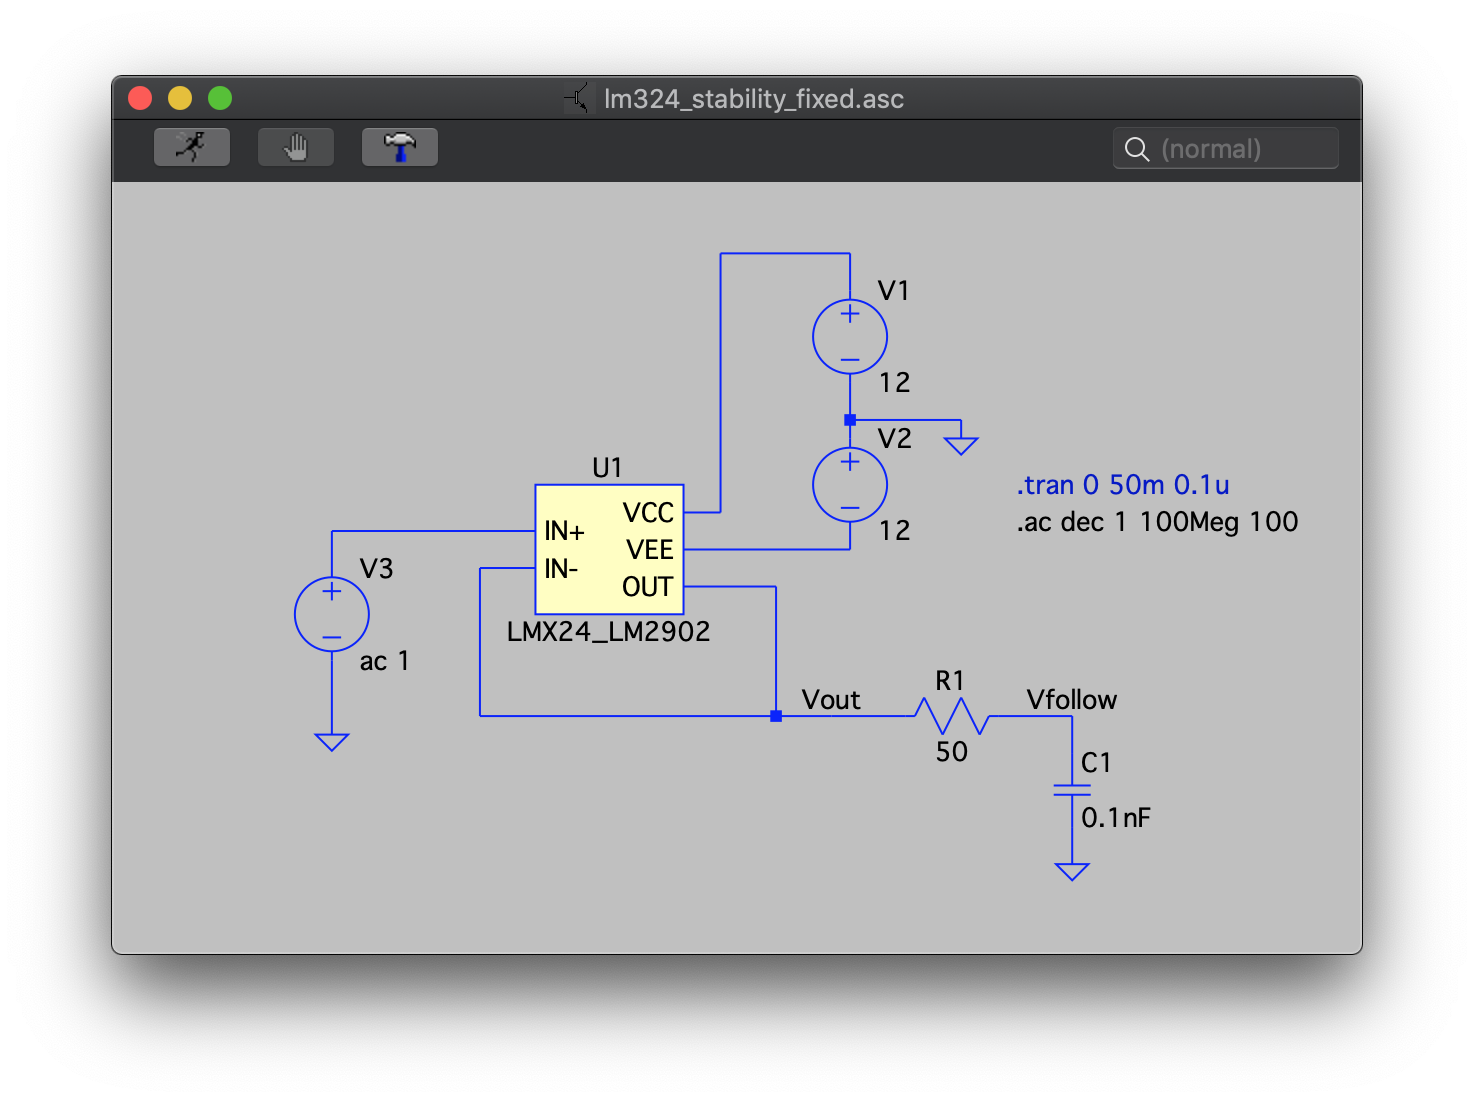 lm324_stability_fixed.asc
(normal)
V1
+
−
12
V2
+
−
12
U1
VCC
IN+
VEE
IN-
OUT
LMX24_LM2902
.tran 0 50m 0.1u
.ac dec 1 100Meg 100
V3
+
−
ac 1
Vout
R1
50
Vfollow
C1
0.1nF